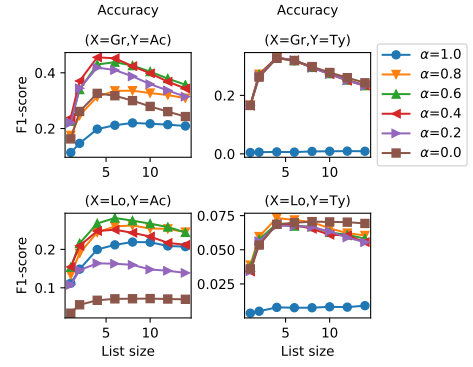 Accuracy
Accuracy
(X=Gr,Y=Ac)
(X=Gr,Y=Ty)
F1-score
0.4
0.2
5
10
0.2
0.0
5
10
α=1.0
α=0.8
α=0.6
α=0.4
α=0.2
α=0.0
(X=Lo,Y=Ac)
(X=Lo,Y=Ty)
F1-score
0.2
0.1
5
10
List size
0.075
0.050
0.025
5
10
List size